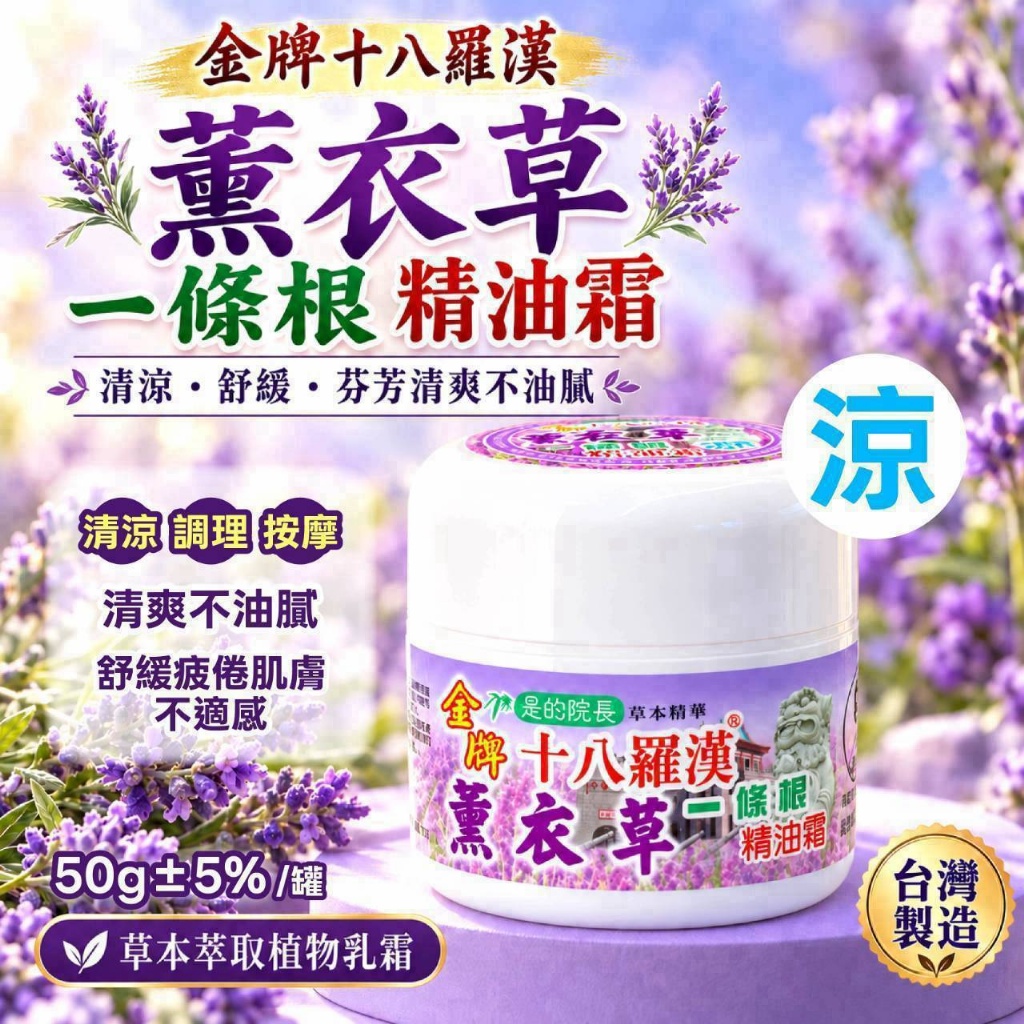 金牌十八羅漢
薰衣草
一條根 精油霜
清涼・舒緩・芬芳清爽不油膩
涼
清涼 調理 按摩
清爽不油膩
舒緩疲倦肌膚
不適感
金牌
是的院長 草本精華
十八羅漢®
薰衣草 一條根
精油霜
50g±5%/罐
草本萃取植物乳霜
台灣
製造